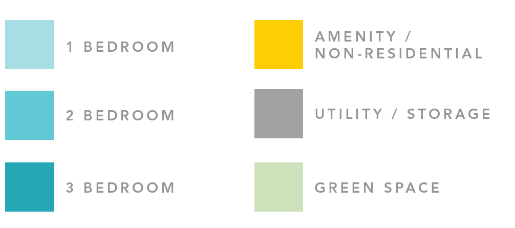 1 BEDROOM
2 BEDROOM
3 BEDROOM
AMENITY /
NON-RESIDENTIAL
UTILITY / STORAGE
GREEN SPACE